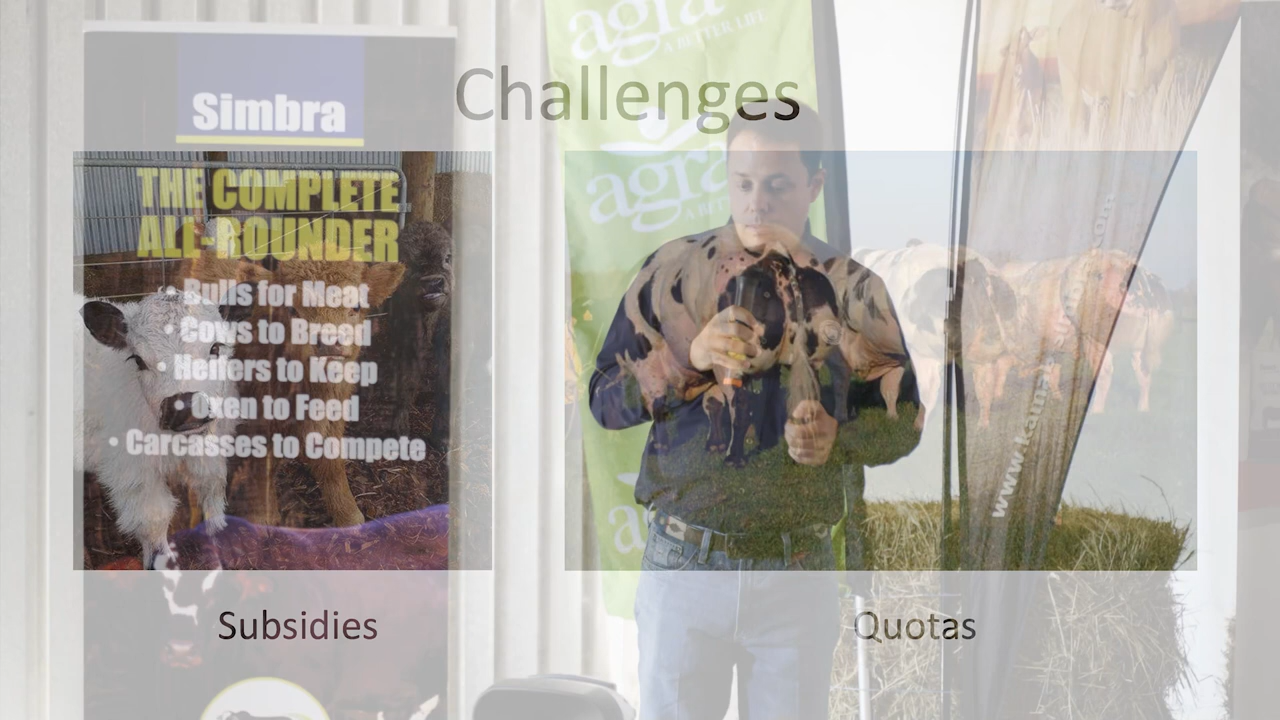 agra
A BETTER LIFE
Challenges
Simbra
agra
THE COMPLETE
ALL-ROUNDER
• Bulls for Meat
• Cows to Breed
• Heifers to Keep
• Oxen to Feed
• Carcasses to Compete
Subsidies
Quotas